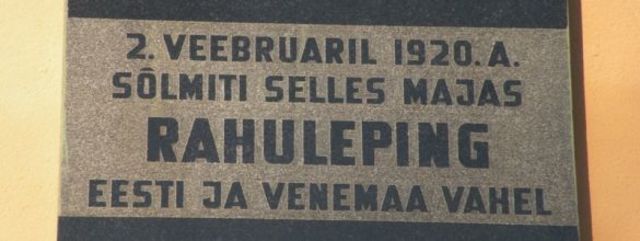 2. VEEBRUARIL 1920. A.
SÕLMITI SELLES MAJAS
RAHULEPING
EESTI JA VENEMAA VAHEL